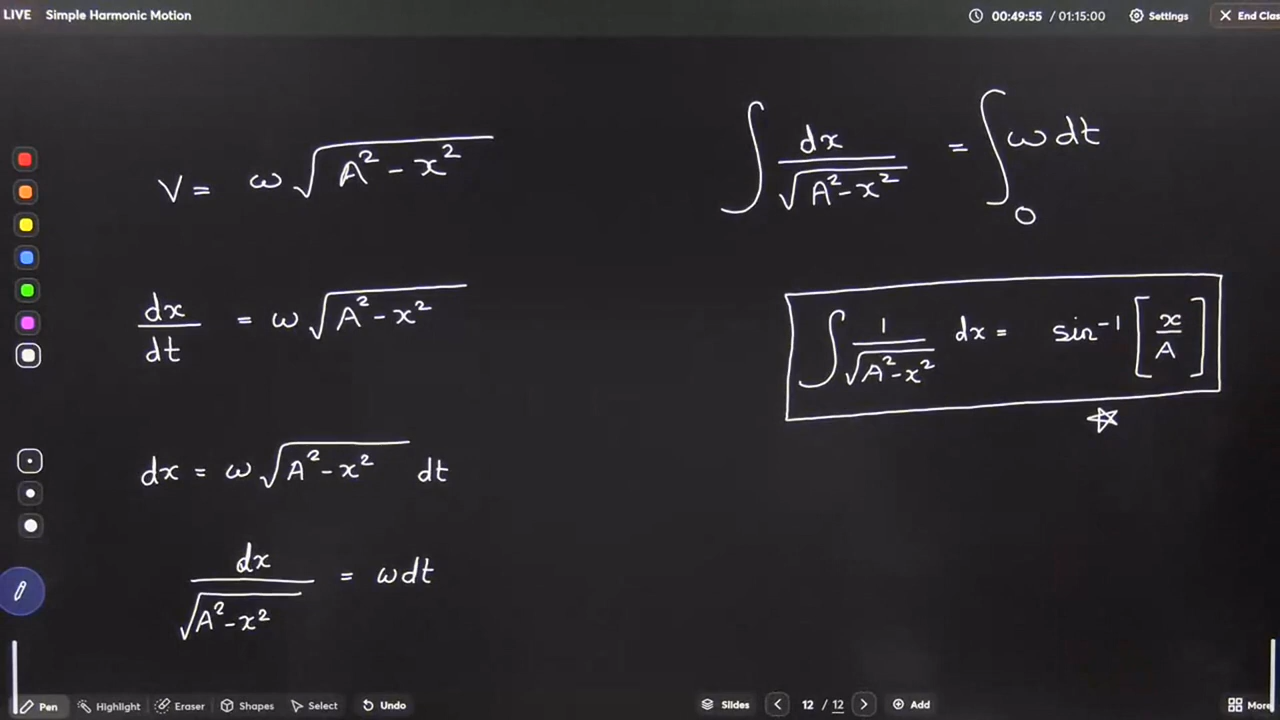 LIVE Simple Harmonic Motion
00:49:55 / 01:15:00
Settings
End Clas
V = ω √(A² - x²)
dx/dt = ω √(A² - x²)
dx = ω √(A² - x²) dt
dx/√(A² - x²) = ω dt
∫ dx/√(A² - x²) = ∫₀ ω dt
∫ 1/√(A² - x²) dx = sin⁻¹ [x/A]
Pen Highlight Eraser Shapes Select Undo Slides 12 / 12 Add More